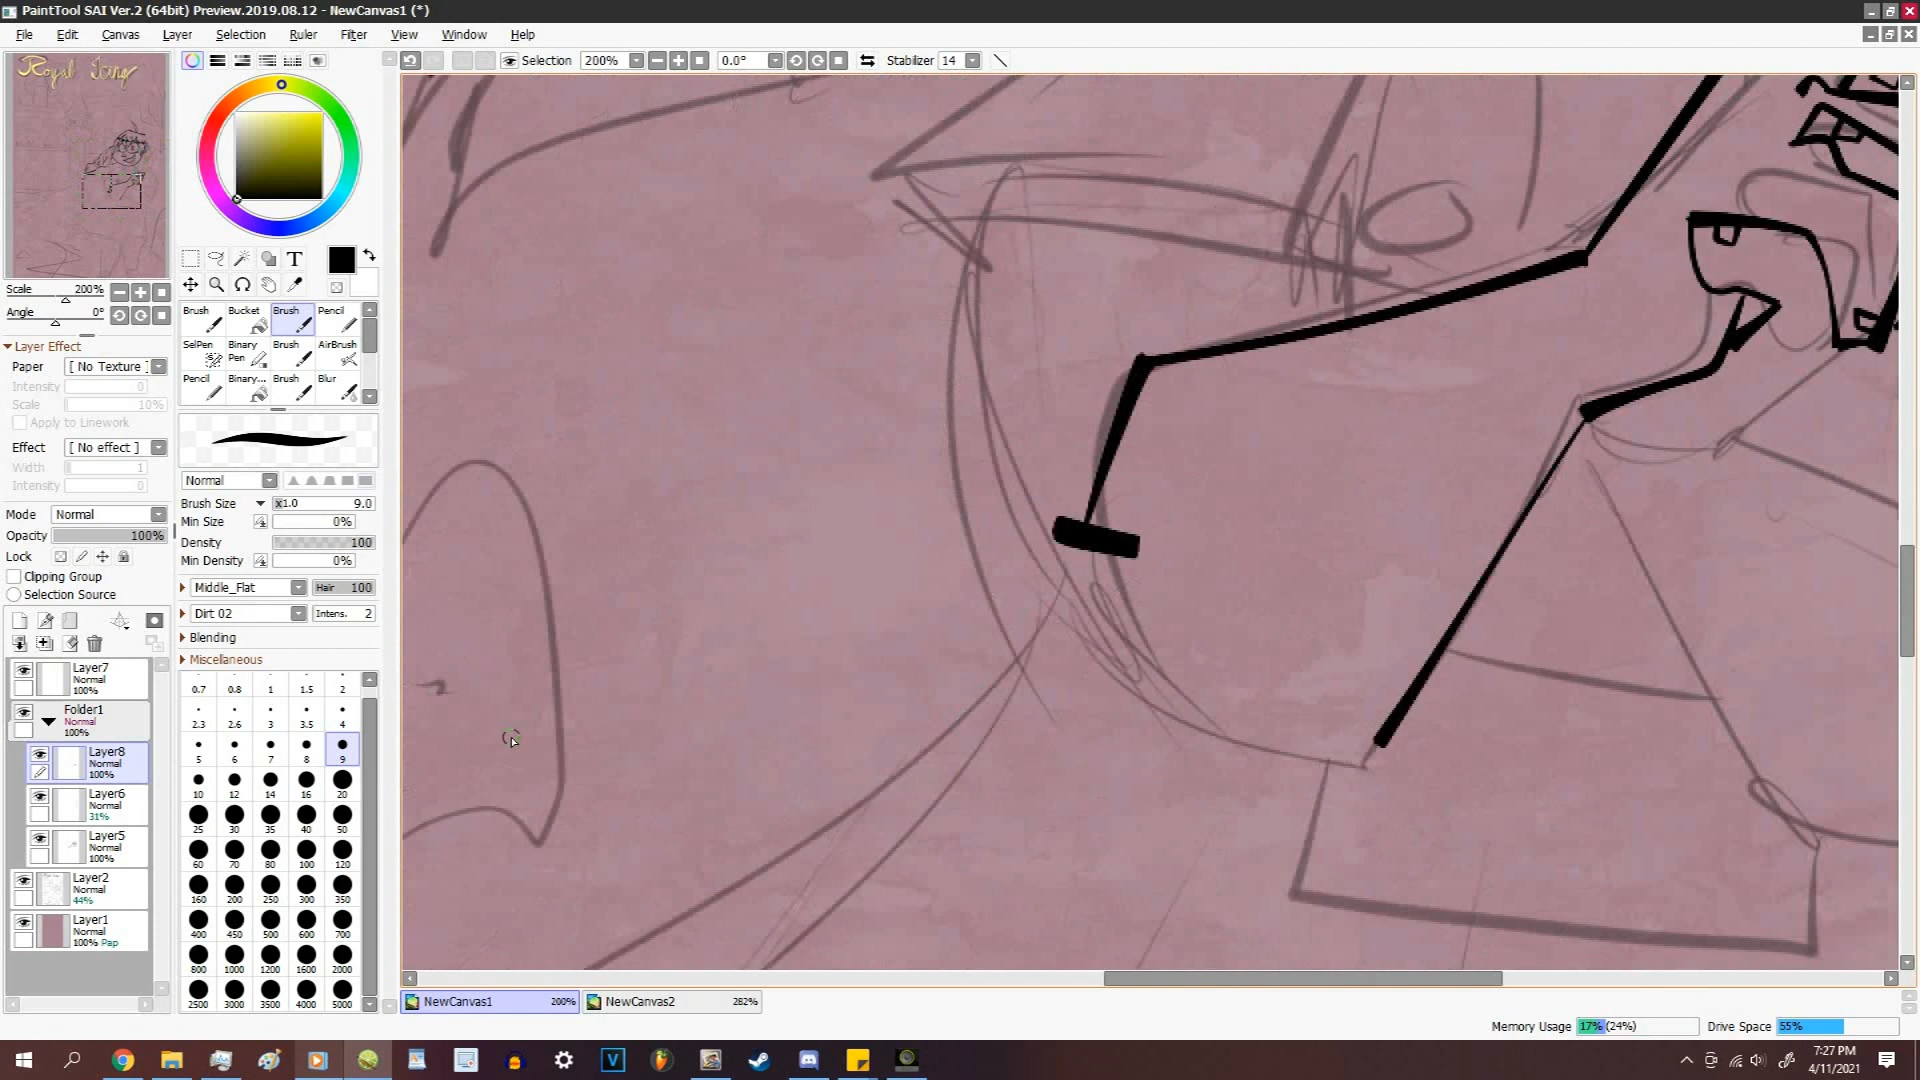 PaintTool SAI Ver.2 (64bit) Preview.2019.08.12 - NewCanvas1 (*)
File Edit Canvas Layer Selection Ruler Filter View Window Help
Selection 200% 0.0° Stabilizer 14
Royal Icing
Scale 200%
Angle 0°
Layer Effect
Paper [ No Texture ]
Intensity 0
Scale 10%
Apply to Linework
Effect [ No effect ]
Width 1
Intensity 0
Mode Normal
Opacity 100%
Lock
Clipping Group
Selection Source
Layer7
Normal
100%
Folder1
Normal
100%
Layer8
Normal
100%
Layer6
Normal
31%
Layer5
Normal
100%
Layer2
Normal
44%
Layer1
Normal
100% Pap
T
Brush Bucket Brush Pencil
SelPen Binary Pen Brush AirBrush
Pencil Binary... Brush Blur
Normal
Brush Size x1.0 9.0
Min Size 0%
Density 100
Min Density 0%
Middle_Flat Hair 100
Dirt 02 Intens. 2
Blending
Miscellaneous
0.7 0.8 1 1.5 2
2.3 2.6 3 3.5 4
5 6 7 8 9
10 12 14 16 20
25 30 35 40 50
60 70 80 100 120
160 200 250 300 350
400 450 500 600 700
800 1000 1200 1600 2000
2500 3000 3500 4000 5000
NewCanvas1 200% NewCanvas2 282%
Memory Usage 17% (24%) Drive Space 55%
V
7:27 PM
4/11/2021